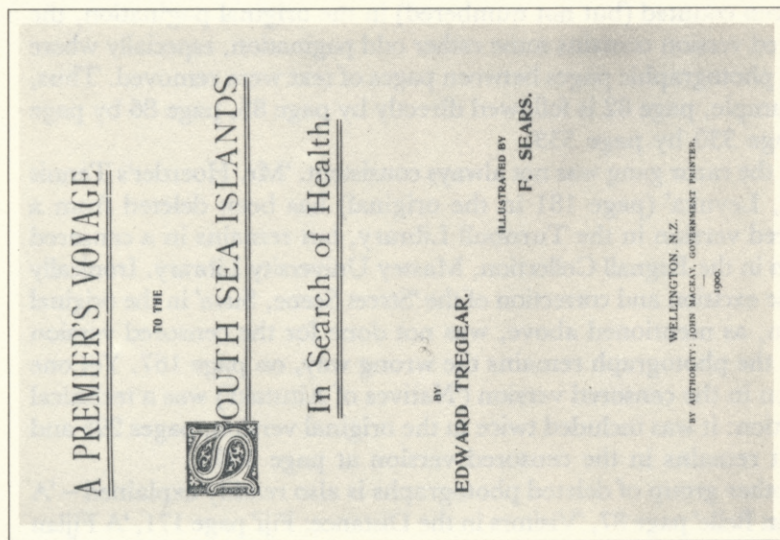 A PREMIER'S VOYAGE
TO THE
SOUTH SEA ISLANDS
In Search of Health.
BY
EDWARD TREGEAR
ILLUSTRATED BY
F. SEARS.
WELLINGTON, N.Z.
BY AUTHORITY: JOHN MACKAY, GOVERNMENT PRINTER.
1900.